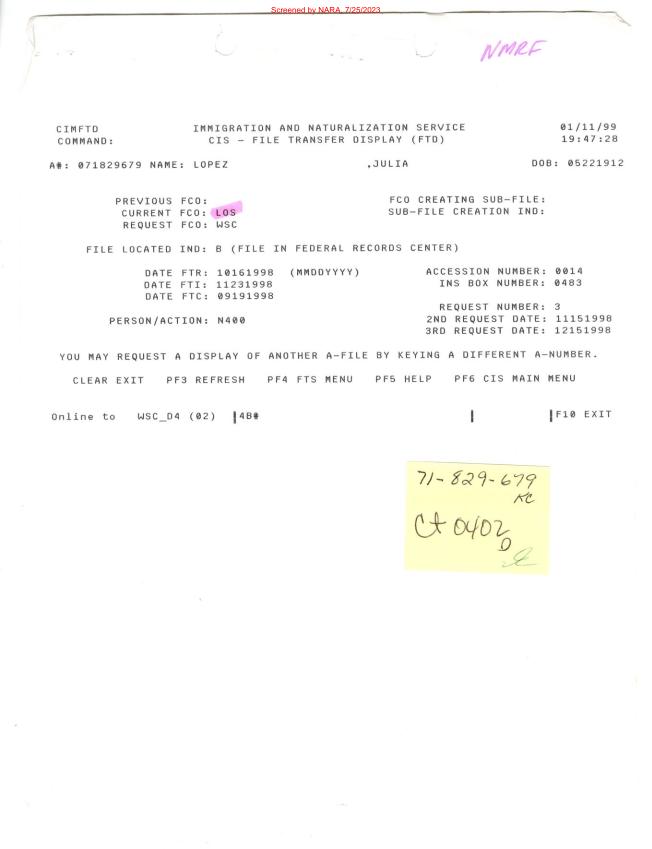 Screened by NARA, 7/25/2023
NMRF
CIMFTD IMMIGRATION AND NATURALIZATION SERVICE 01/11/99
COMMAND: CIS - FILE TRANSFER DISPLAY (FTD) 19:47:28
A#: 071829679 NAME: LOPEZ ,JULIA DOB: 05221912
PREVIOUS FCO: FCO CREATING SUB-FILE:
CURRENT FCO: LOS SUB-FILE CREATION IND:
REQUEST FCO: WSC
FILE LOCATED IND: B (FILE IN FEDERAL RECORDS CENTER)
DATE FTR: 10161998 (MMDDYYYY) ACCESSION NUMBER: 0014
DATE FTI: 11231998 INS BOX NUMBER: 0483
DATE FTC: 09191998
REQUEST NUMBER: 3
PERSON/ACTION: N400 2ND REQUEST DATE: 11151998
3RD REQUEST DATE: 12151998
YOU MAY REQUEST A DISPLAY OF ANOTHER A-FILE BY KEYING A DIFFERENT A-NUMBER.
CLEAR EXIT PF3 REFRESH PF4 FTS MENU PF5 HELP PF6 CIS MAIN MENU
Online to WSC_D4 (02) |4B# | |F10 EXIT
71-829-679
KC
Ct 0402
D